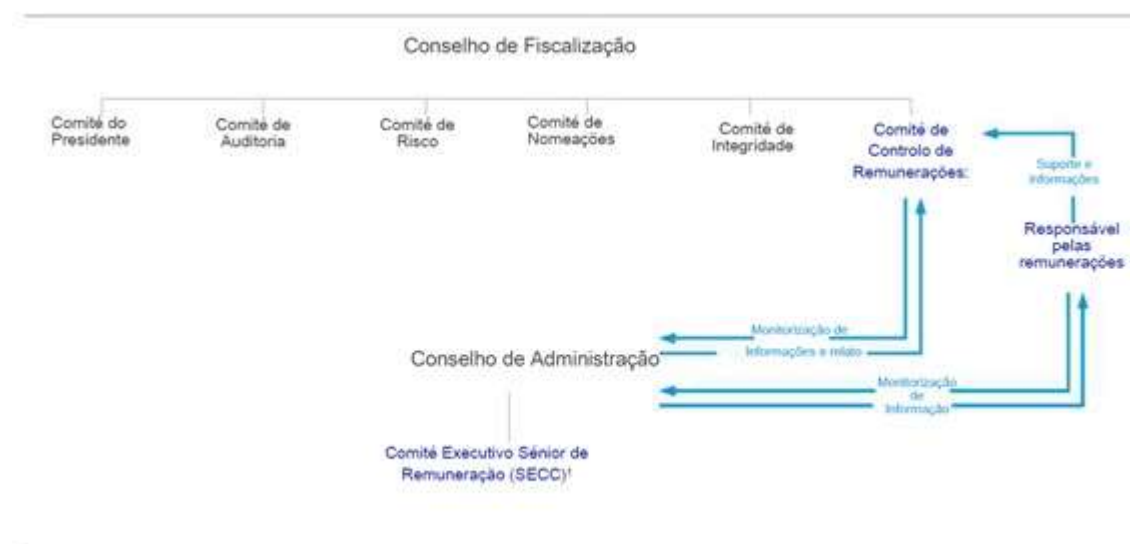 Conselho de Fiscalização
Comité do
Presidente
Comité de
Auditoria
Comité de
Risco
Comité de
Nomeações
Comité de
Integridade
Comité de
Controlo de
Remunerações:
Suporte e
informações
Responsável
pelas
remunerações
Monitorização de
Informações e relato
Conselho de Administração
Monitorização
de
Informação
Comité Executivo Sénior de
Remuneração (SECC)¹